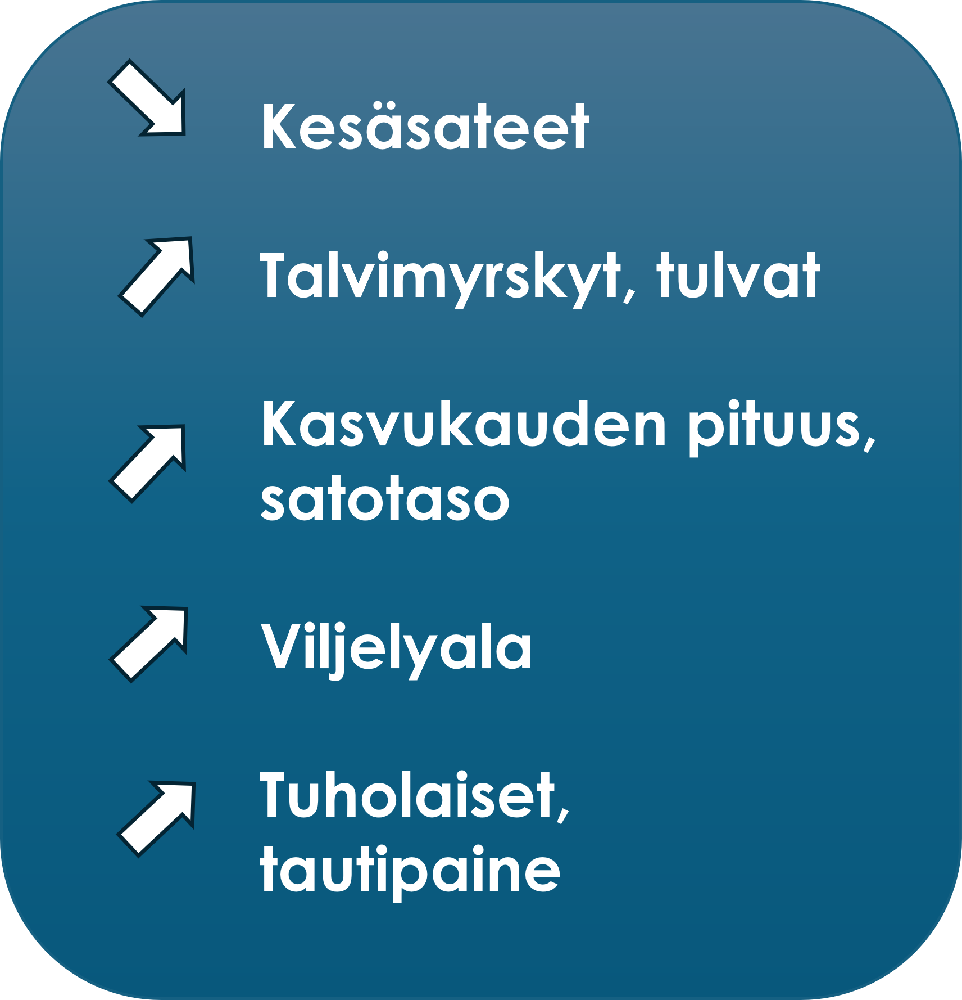 Kesäsateet
Talvimyrskyt, tulvat
Kasvukauden pituus,
satotaso
Viljelyala
Tuholaiset,
tautipaine